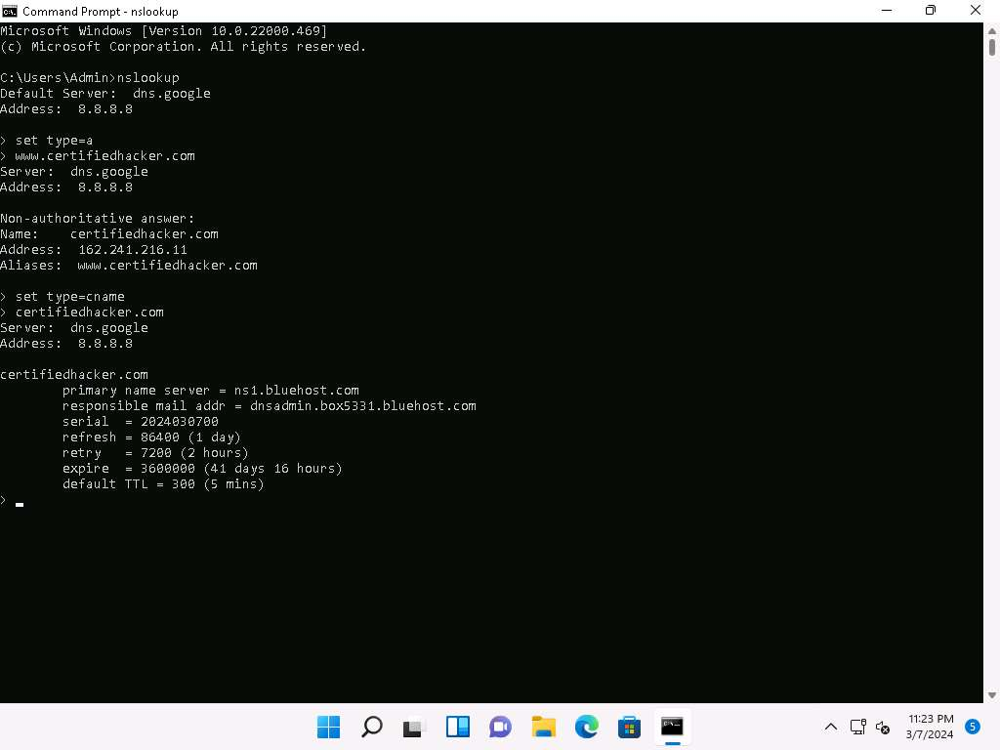 Command Prompt - nslookup
Microsoft Windows [Version 10.0.22000.469]
(c) Microsoft Corporation. All rights reserved.
C:\Users\Admin>nslookup
Default Server:  dns.google
Address:  8.8.8.8
> set type=a
> www.certifiedhacker.com
Server:  dns.google
Address:  8.8.8.8
Non-authoritative answer:
Name:    certifiedhacker.com
Address:  162.241.216.11
Aliases:  www.certifiedhacker.com
> set type=cname
> certifiedhacker.com
Server:  dns.google
Address:  8.8.8.8
certifiedhacker.com
        primary name server = ns1.bluehost.com
        responsible mail addr = dnsadmin.box5331.bluehost.com
        serial  = 2024030700
        refresh = 86400 (1 day)
        retry   = 7200 (2 hours)
        expire  = 3600000 (41 days 16 hours)
        default TTL = 300 (5 mins)
>
11:23 PM
3/7/2024
5